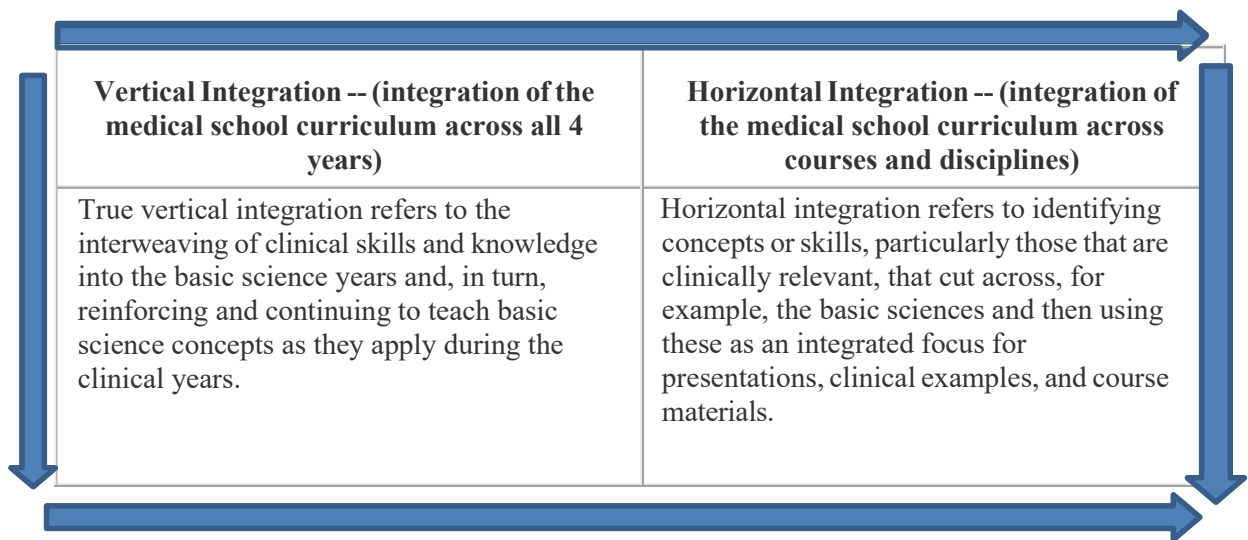 Vertical Integration -- (integration of the
medical school curriculum across all 4
years)
True vertical integration refers to the
interweaving of clinical skills and knowledge
into the basic science years and, in turn,
reinforcing and continuing to teach basic
science concepts as they apply during the
clinical years.
Horizontal Integration -- (integration of
the medical school curriculum across
courses and disciplines)
Horizontal integration refers to identifying
concepts or skills, particularly those that are
clinically relevant, that cut across, for
example, the basic sciences and then using
these as an integrated focus for
presentations, clinical examples, and course
materials.